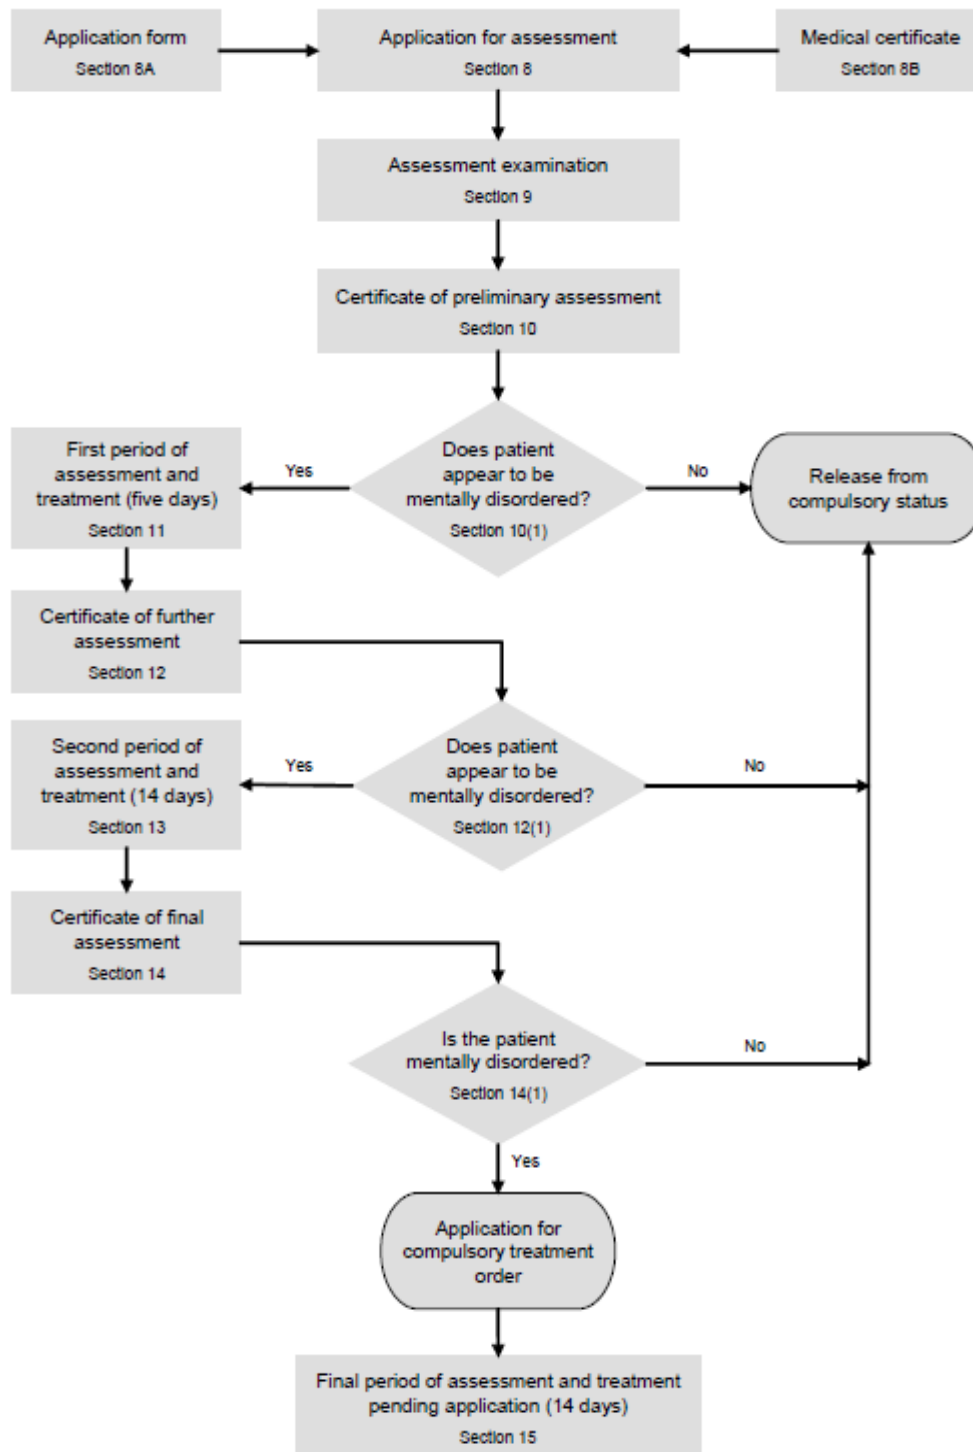 Application form
Section 8A
Application for assessment
Section 8
Medical certificate
Section 8B
Assessment examination
Section 9
Certificate of preliminary assessment
Section 10
Does patient
appear to be
mentally disordered?
Section 10(1)
Yes
No
First period of
assessment and
treatment (five days)
Section 11
Release from
compulsory status
Certificate of further
assessment
Section 12
Does patient
appear to be
mentally disordered?
Section 12(1)
Yes
No
Second period of
assessment and
treatment (14 days)
Section 13
Certificate of final
assessment
Section 14
Is the patient
mentally disordered?
Section 14(1)
No
Yes
Application for
compulsory treatment
order
Final period of assessment and treatment
pending application (14 days)
Section 15